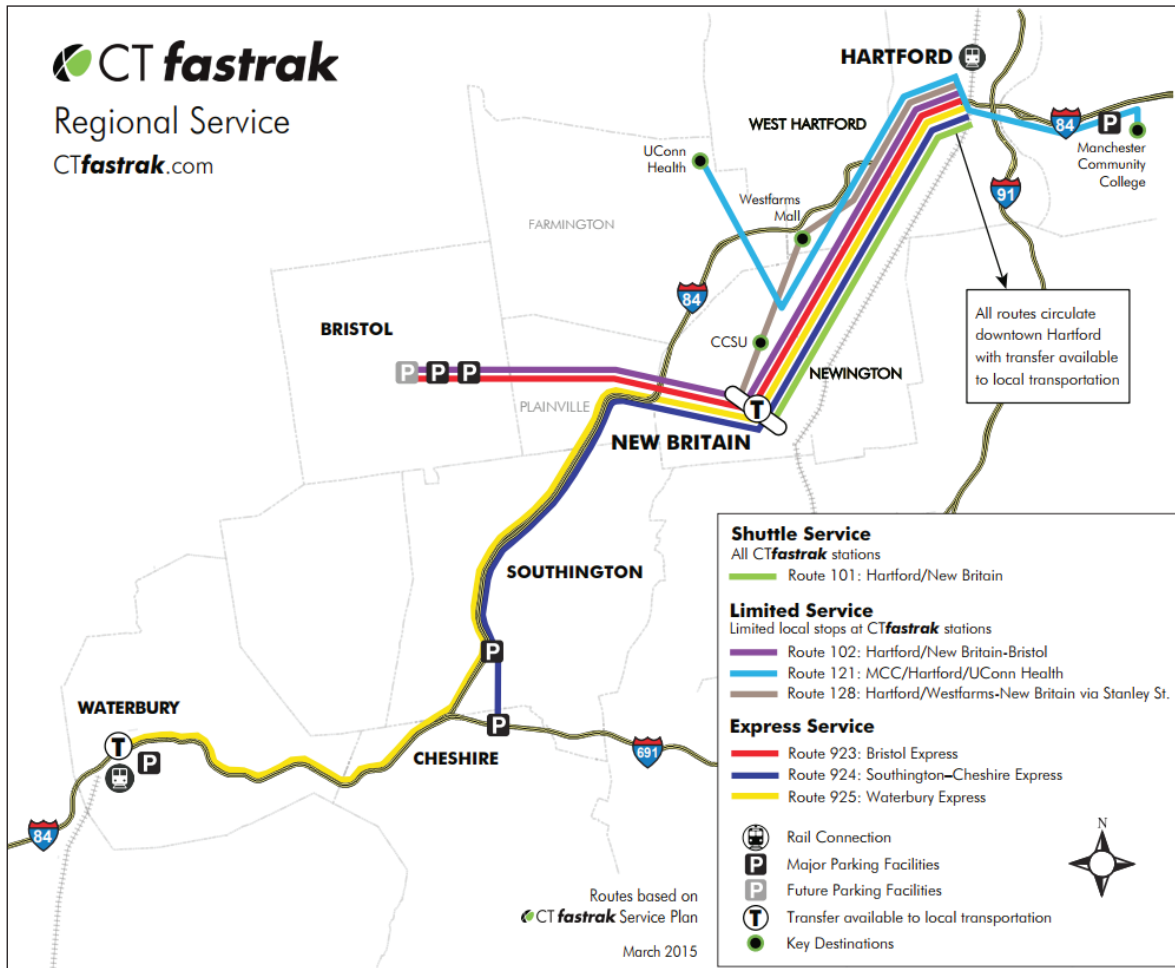 CT fastrak
Regional Service
CTfastrak.com
HARTFORD
WEST HARTFORD
UConn
Health
84
P
Manchester
Community
College
Westfarms
Mall
91
FARMINGTON
84
All routes circulate
downtown Hartford
with transfer available
to local transportation
BRISTOL
CCSU
P P P
NEWINGTON
PLAINVILLE
T
NEW BRITAIN
SOUTHINGTON
P
WATERBURY
P
T
P
CHESHIRE
691
84
Shuttle Service
All CTfastrak stations
Route 101: Hartford/New Britain
Limited Service
Limited local stops at CTfastrak stations
Route 102: Hartford/New Britain-Bristol
Route 121: MCC/Hartford/UConn Health
Route 128: Hartford/Westfarms-New Britain via Stanley St.
Express Service
Route 923: Bristol Express
Route 924: Southington–Cheshire Express
Route 925: Waterbury Express
Rail Connection
P Major Parking Facilities
P Future Parking Facilities
T Transfer available to local transportation
Key Destinations
N
Routes based on
CT fastrak Service Plan
March 2015